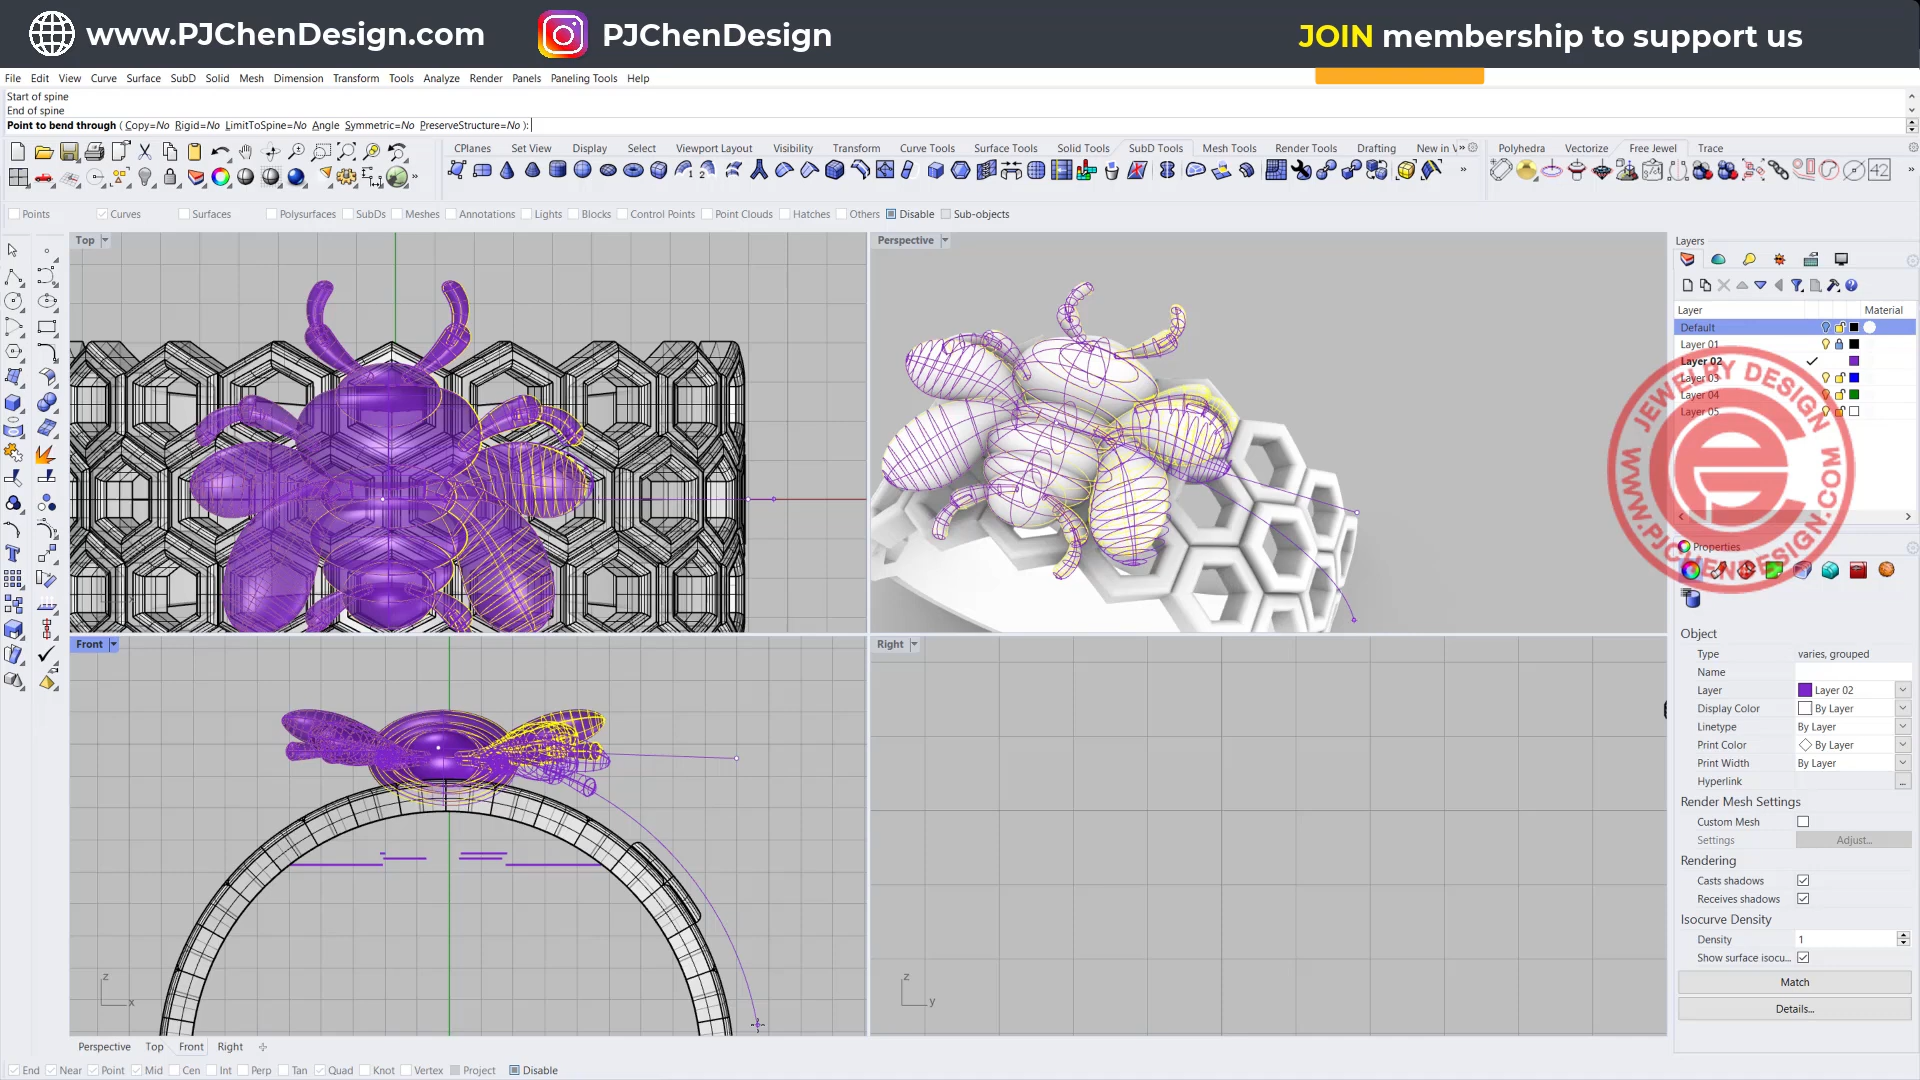 www.PJChenDesign.com
PJChenDesign
JOIN membership to support us
File Edit View Curve Surface SubD Solid Mesh Dimension Transform Tools Analyze Render Panels Paneling Tools Help
Start of spine
End of spine
Point to bend through ( Copy=No Rigid=No LimitToSpine=No Angle Symmetric=No PreserveStructure=No ):
CPlanes Set View Display Select Viewport Layout Visibility Transform Curve Tools Surface Tools Solid Tools SubD Tools Mesh Tools Render Tools Drafting New in V »
Polyhedra Vectorize Free Jewel Trace
42
Points Curves Surfaces Polysurfaces SubDs Meshes Annotations Lights Blocks Control Points Point Clouds Hatches Others Disable Sub-objects
Top
Perspective
Front
Right
z
x
z
y
Layers
Layer Material
Default
Layer 01
Layer 02
Layer 03
Layer 04
Layer 05
JEWELRY DESIGN
WWW.PJCHENDESIGN.COM
Properties
Object
Type varies, grouped
Name
Layer Layer 02
Display Color By Layer
Linetype By Layer
Print Color By Layer
Print Width By Layer
Hyperlink ...
Render Mesh Settings
Custom Mesh
Settings Adjust...
Rendering
Casts shadows
Receives shadows
Isocurve Density
Density 1
Show surface isocu...
Match
Details...
Perspective Top Front Right
End Near Point Mid Cen Int Perp Tan Quad Knot Vertex Project Disable